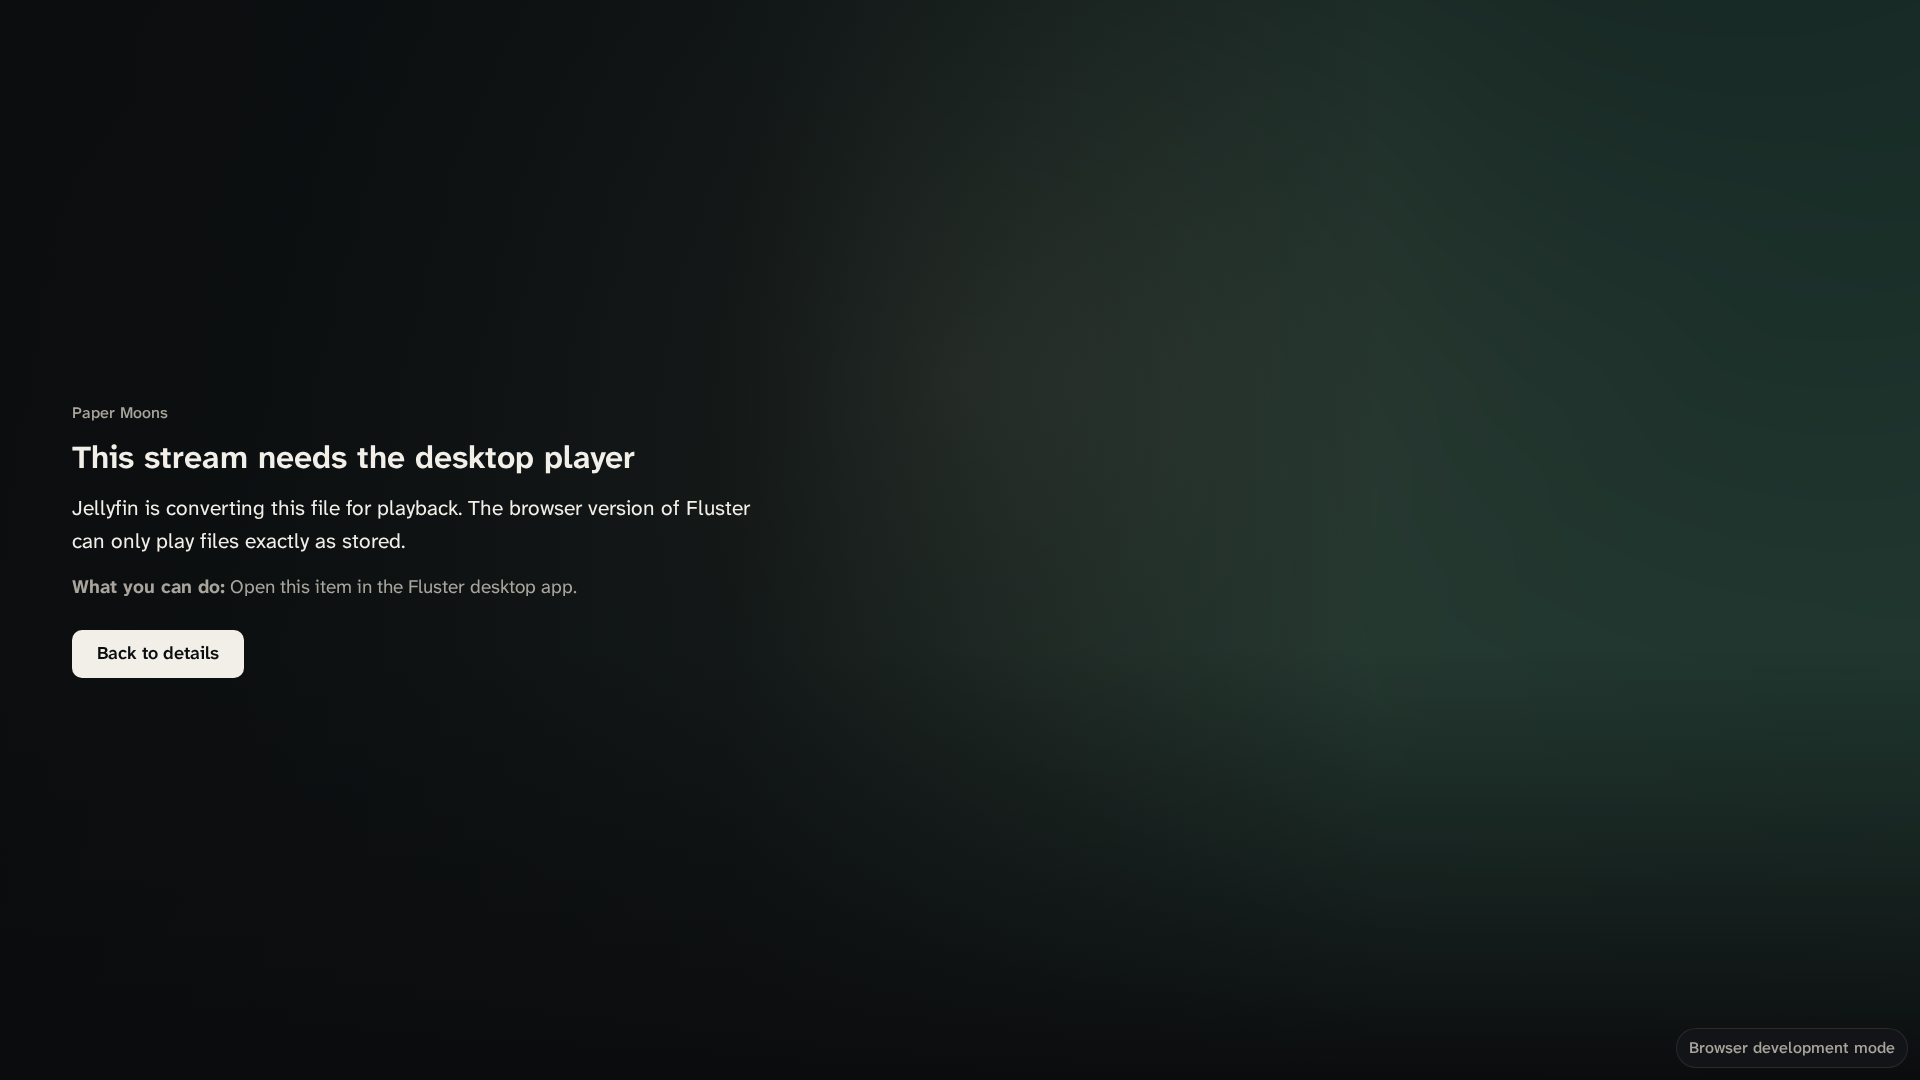 Paper Moons
This stream needs the desktop player
Jellyfin is converting this file for playback. The browser version of Fluster
can only play files exactly as stored.
What you can do: Open this item in the Fluster desktop app.
Back to details
Browser development mode